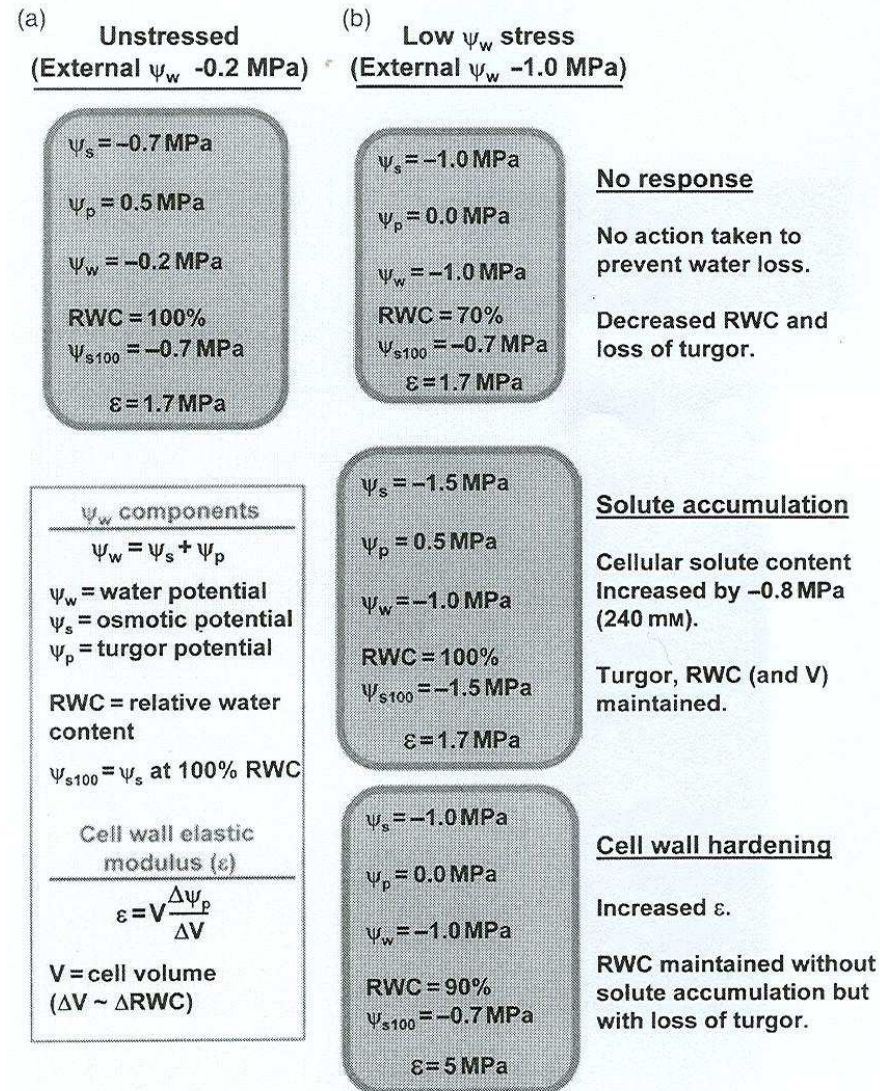 (a)
Unstressed
(External ψw -0.2 MPa)
ψs = –0.7 MPa
ψp = 0.5 MPa
ψw = –0.2 MPa
RWC = 100%
ψs100 = –0.7 MPa
ε = 1.7 MPa
ψw components
ψw = ψs + ψp
ψw = water potential
ψs = osmotic potential
ψp = turgor potential
RWC = relative water
content
ψs100 = ψs at 100% RWC
Cell wall elastic
modulus (ε)
ε = V Δψp/ΔV
V = cell volume
(ΔV ~ ΔRWC)
(b)
Low ψw stress
(External ψw –1.0 MPa)
ψs = –1.0 MPa
ψp = 0.0 MPa
ψw = –1.0 MPa
RWC = 70%
ψs100 = –0.7 MPa
ε = 1.7 MPa
No response
No action taken to
prevent water loss.
Decreased RWC and
loss of turgor.
ψs = –1.5 MPa
ψp = 0.5 MPa
ψw = –1.0 MPa
RWC = 100%
ψs100 = –1.5 MPa
ε = 1.7 MPa
Solute accumulation
Cellular solute content
Increased by –0.8 MPa
(240 mM).
Turgor, RWC (and V)
maintained.
ψs = –1.0 MPa
ψp = 0.0 MPa
ψw = –1.0 MPa
RWC = 90%
ψs100 = –0.7 MPa
ε = 5 MPa
Cell wall hardening
Increased ε.
RWC maintained without
solute accumulation but
with loss of turgor.